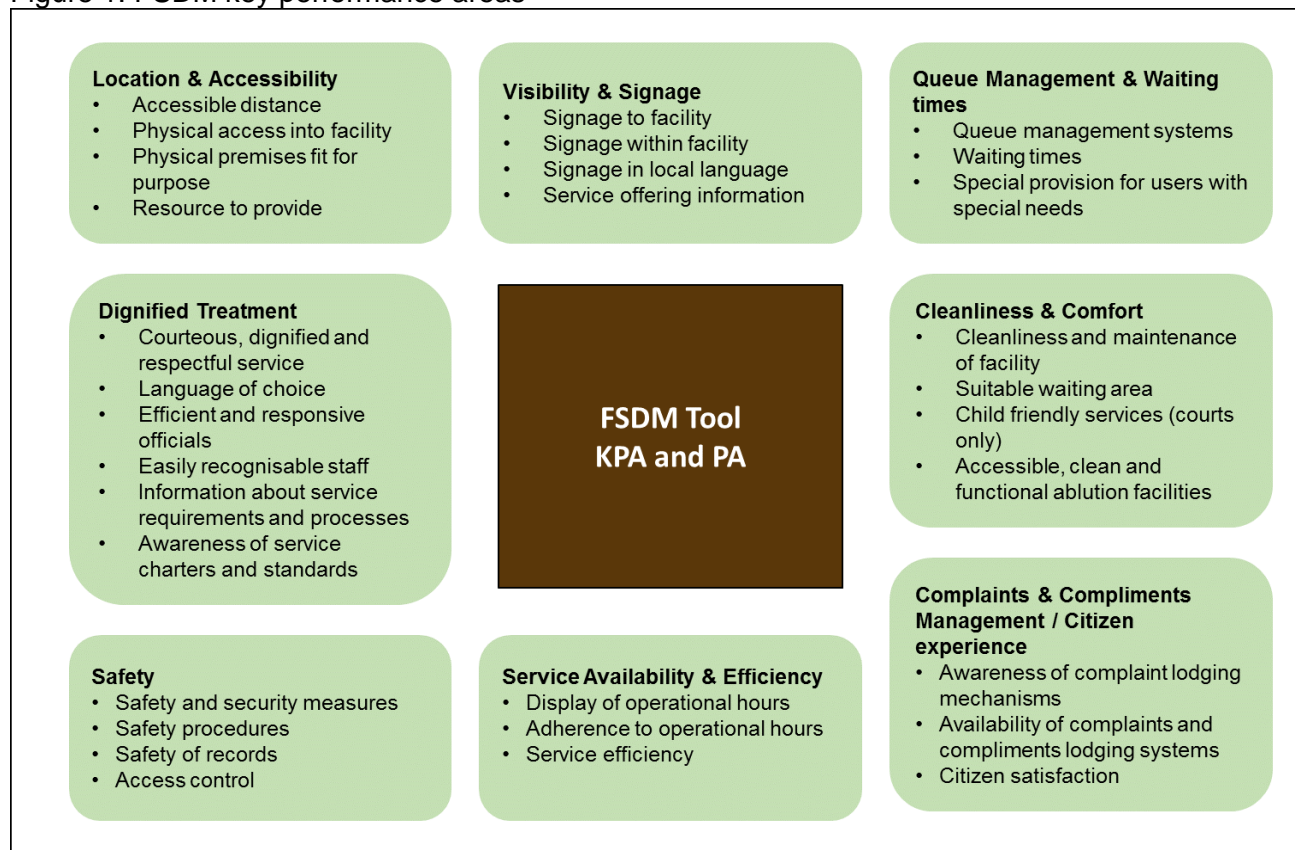 Figure 1: FSDM key performance areas
Location & Accessibility
• Accessible distance
• Physical access into facility
• Physical premises fit for
purpose
• Resource to provide
Visibility & Signage
• Signage to facility
• Signage within facility
• Signage in local language
• Service offering information
Queue Management & Waiting
times
• Queue management systems
• Waiting times
• Special provision for users with
special needs
Dignified Treatment
• Courteous, dignified and
respectful service
• Language of choice
• Efficient and responsive
officials
• Easily recognisable staff
• Information about service
requirements and processes
• Awareness of service
charters and standards
FSDM Tool
KPA and PA
Cleanliness & Comfort
• Cleanliness and maintenance
of facility
• Suitable waiting area
• Child friendly services (courts
only)
• Accessible, clean and
functional ablution facilities
Safety
• Safety and security measures
• Safety procedures
• Safety of records
• Access control
Service Availability & Efficiency
• Display of operational hours
• Adherence to operational hours
• Service efficiency
Complaints & Compliments
Management / Citizen
experience
• Awareness of complaint lodging
mechanisms
• Availability of complaints and
compliments lodging systems
• Citizen satisfaction